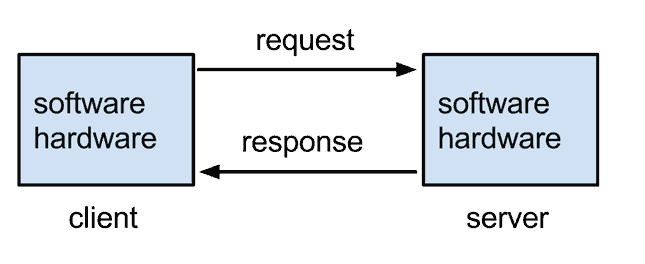 request
software
hardware
software
hardware
response
client
server